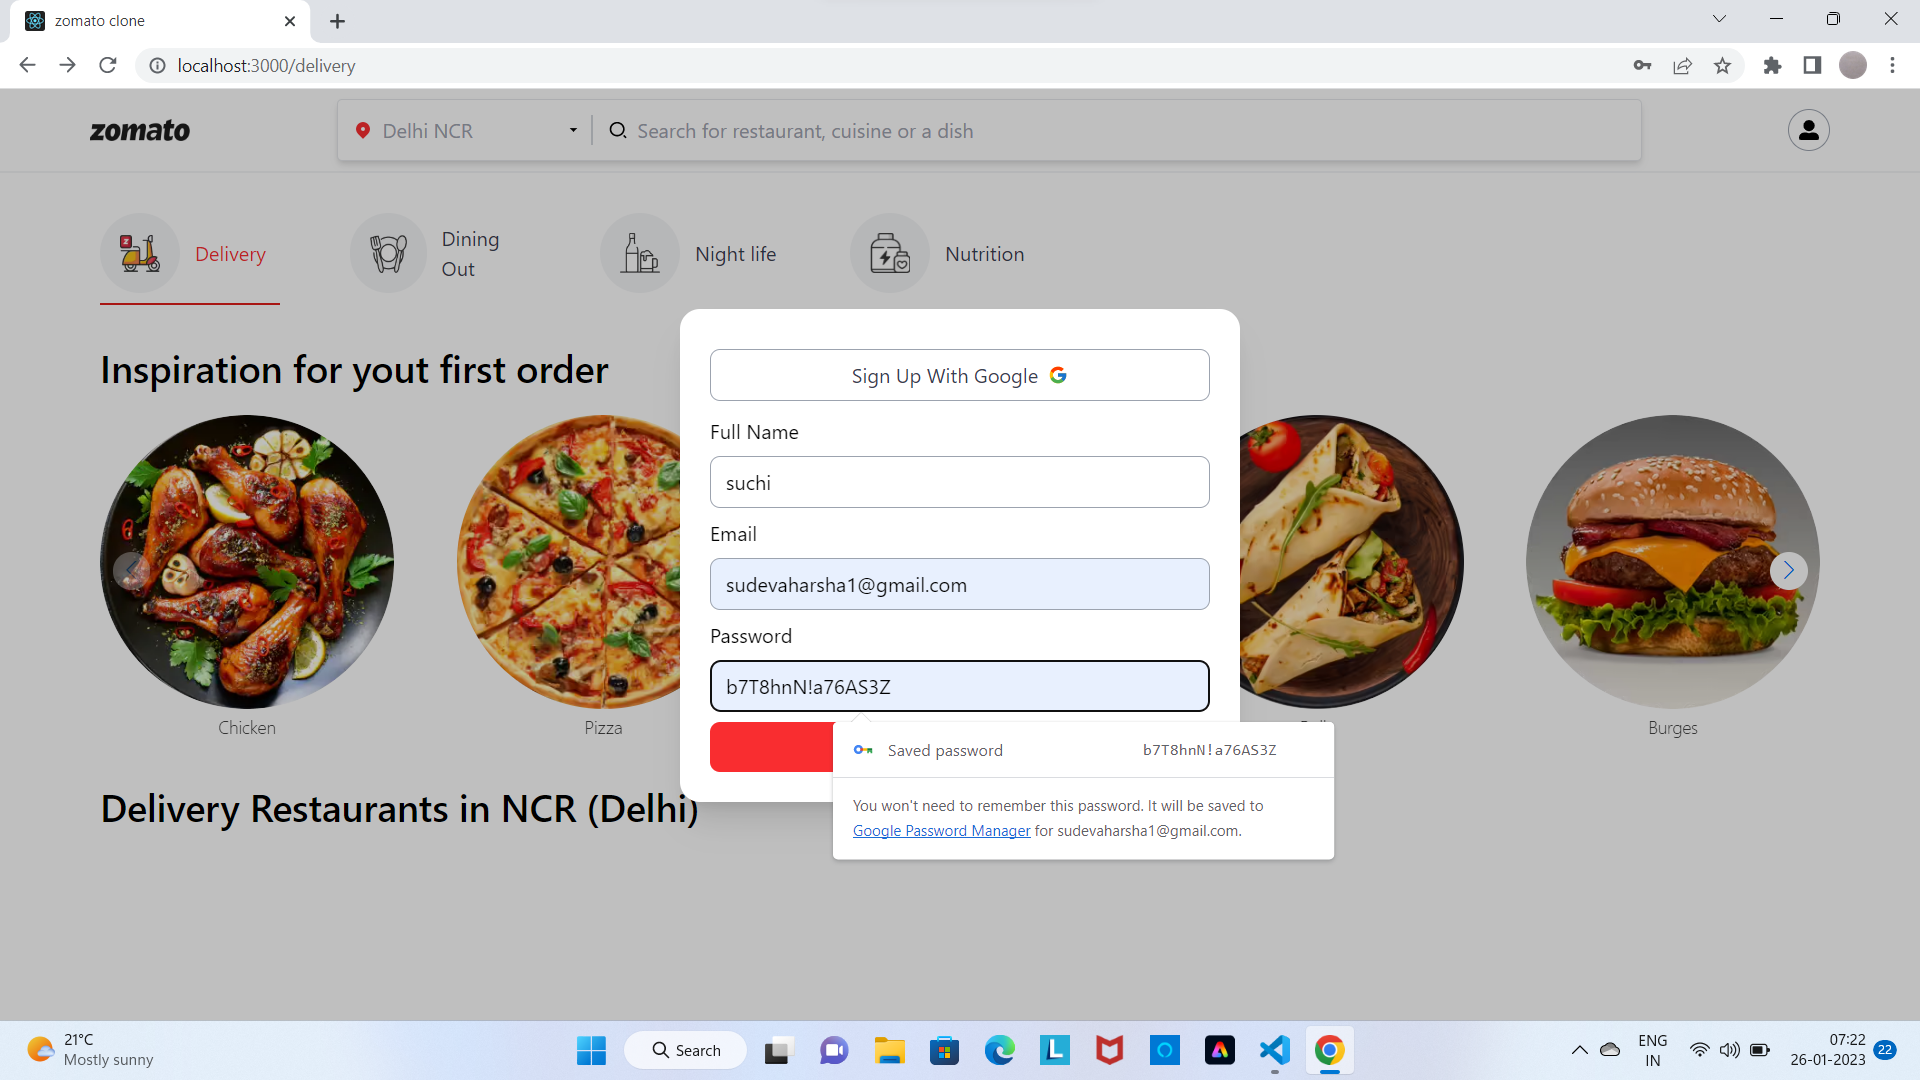 zomato clone
localhost:3000/delivery
zomato
Delhi NCR
Search for restaurant, cuisine or a dish
Delivery
Dining
Out
Night life
Nutrition
Inspiration for yout first order
Sign Up With Google
Full Name
suchi
Email
sudevaharsha1@gmail.com
Password
b7T8hnN!a76AS3Z
Chicken
Pizza
Burges
Saved password b7T8hnN!a76AS3Z
You won't need to remember this password. It will be saved to
Google Password Manager for sudevaharsha1@gmail.com.
Delivery Restaurants in NCR (Delhi)
21°C
Mostly sunny
Search
ENG
IN
07:22
26-01-2023
22